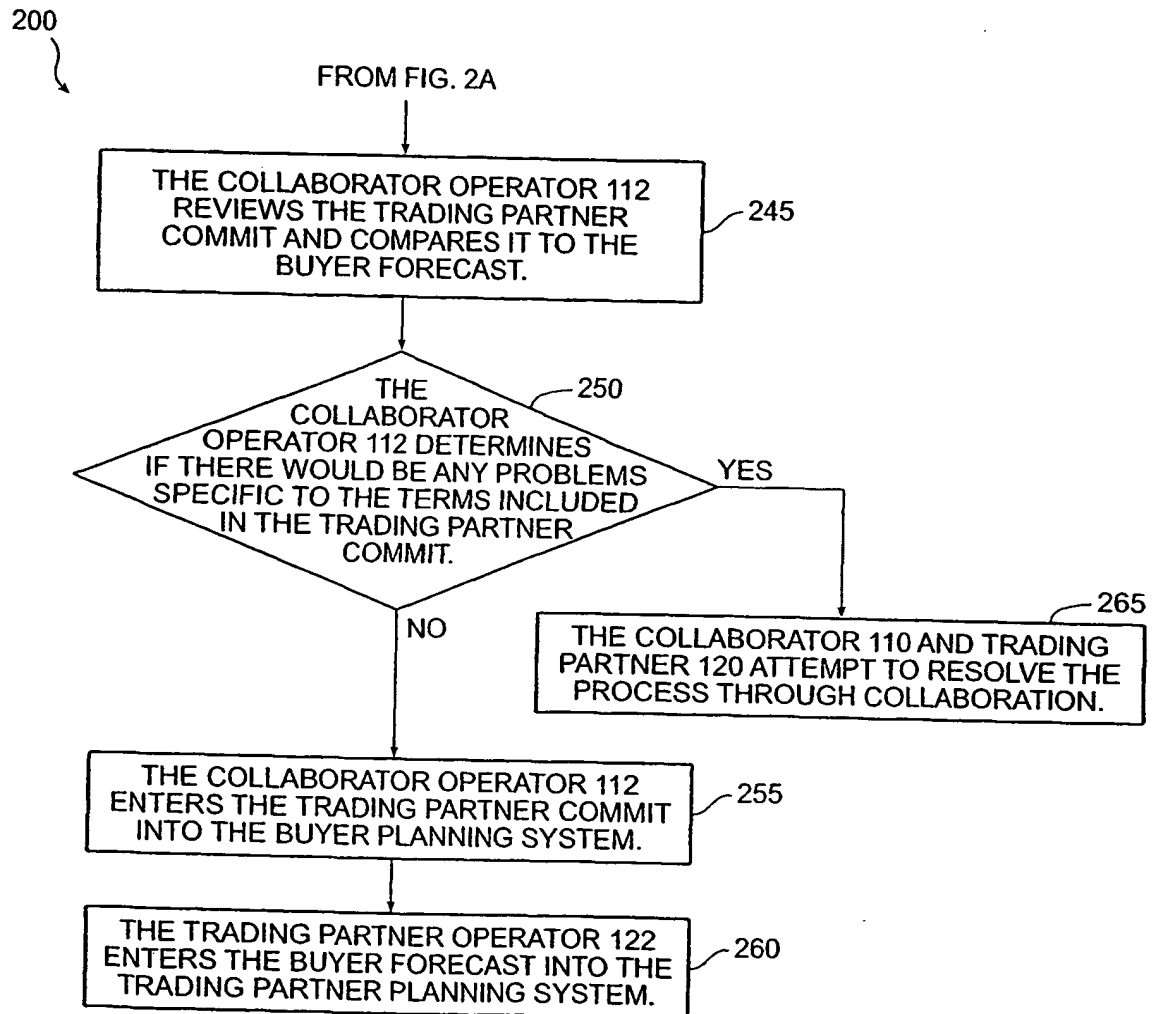 200
FROM FIG. 2A
THE COLLABORATOR OPERATOR 112
REVIEWS THE TRADING PARTNER
COMMIT AND COMPARES IT TO THE
BUYER FORECAST.
245
THE
COLLABORATOR
OPERATOR 112 DETERMINES
IF THERE WOULD BE ANY PROBLEMS
SPECIFIC TO THE TERMS INCLUDED
IN THE TRADING PARTNER
COMMIT.
250
YES
NO
265
THE COLLABORATOR 110 AND TRADING
PARTNER 120 ATTEMPT TO RESOLVE THE
PROCESS THROUGH COLLABORATION.
THE COLLABORATOR OPERATOR 112
ENTERS THE TRADING PARTNER COMMIT
INTO THE BUYER PLANNING SYSTEM.
255
THE TRADING PARTNER OPERATOR 122
ENTERS THE BUYER FORECAST INTO THE
TRADING PARTNER PLANNING SYSTEM.
260